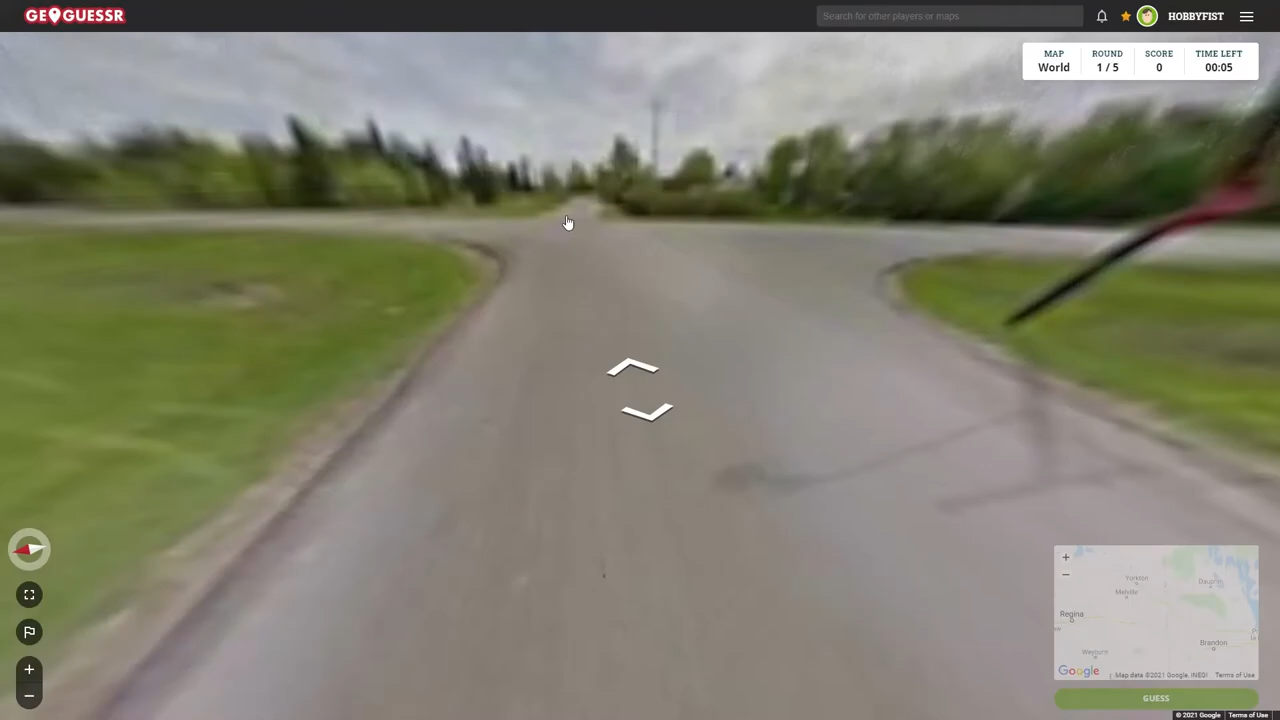 GEOGUESSR
Search for other players or maps
HOBBYFIST
MAP
World
ROUND
1 / 5
SCORE
0
TIME LEFT
00:05
+
−
+
−
Yorkton
Dauphin
Melville
Regina
Brandon
Weyburn
Google
Map data ©2021 Google, INEGI
Terms of Use
GUESS
© 2021 Google
Terms of Use